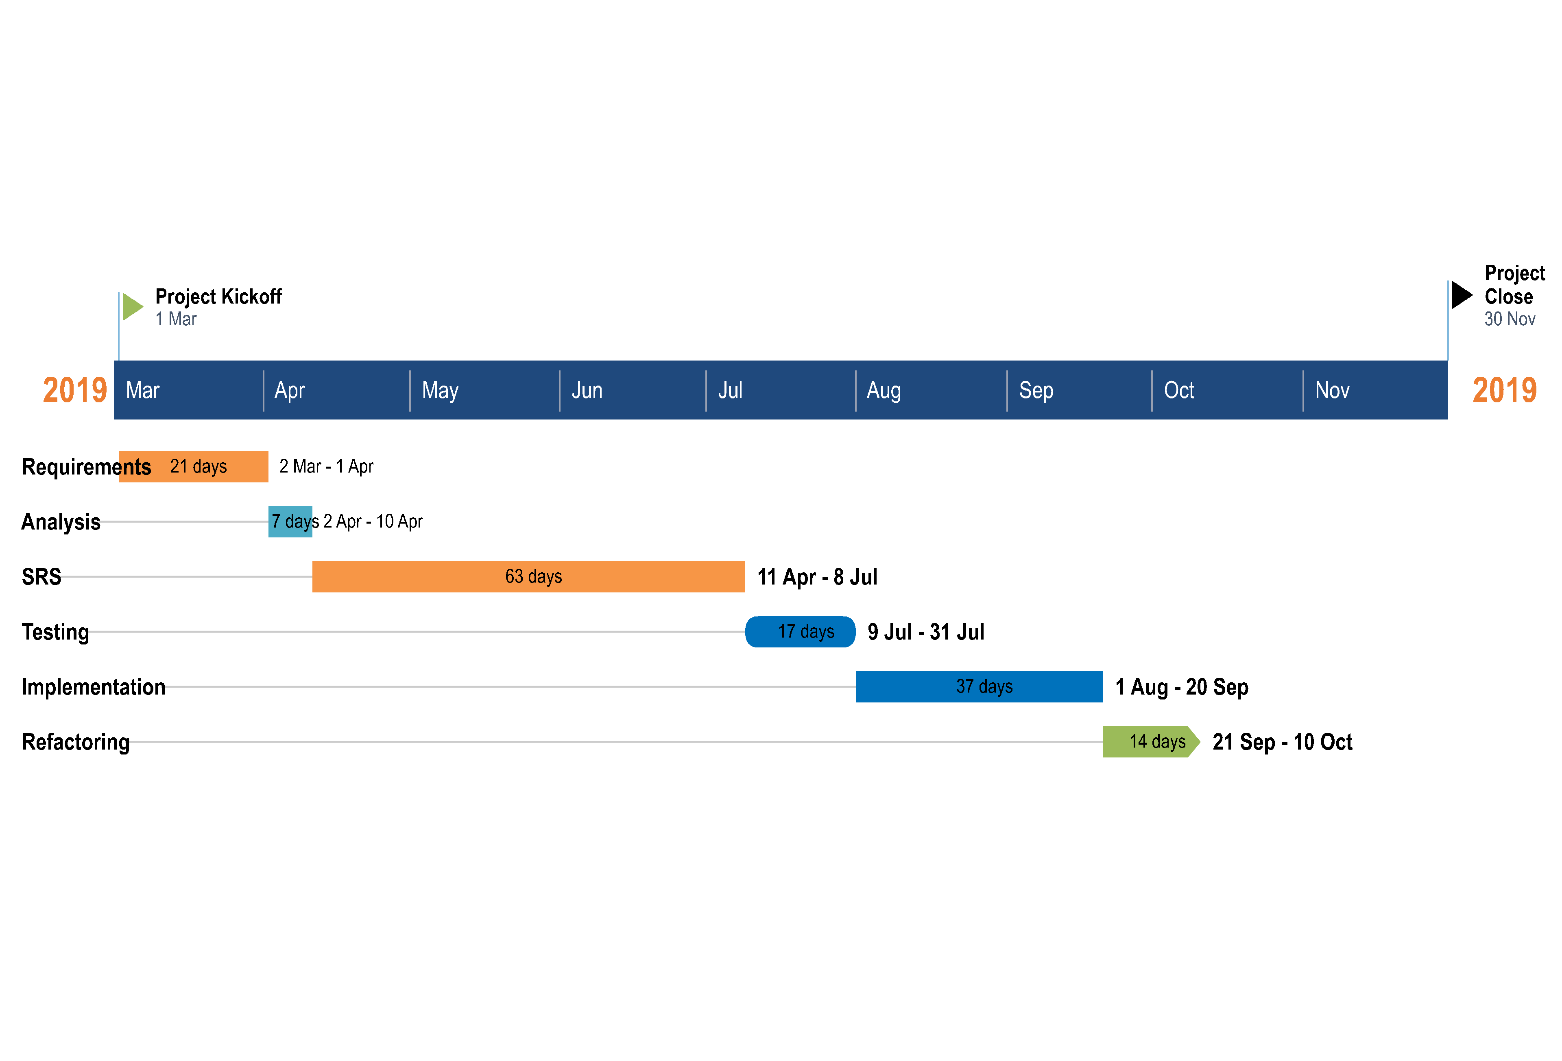 Project Kickoff
1 Mar
Project
Close
30 Nov
2019 Mar Apr May Jun Jul Aug Sep Oct Nov 2019
Requirements 21 days 2 Mar - 1 Apr
Analysis 7 days 2 Apr - 10 Apr
SRS 63 days 11 Apr - 8 Jul
Testing 17 days 9 Jul - 31 Jul
Implementation 37 days 1 Aug - 20 Sep
Refactoring 14 days 21 Sep - 10 Oct